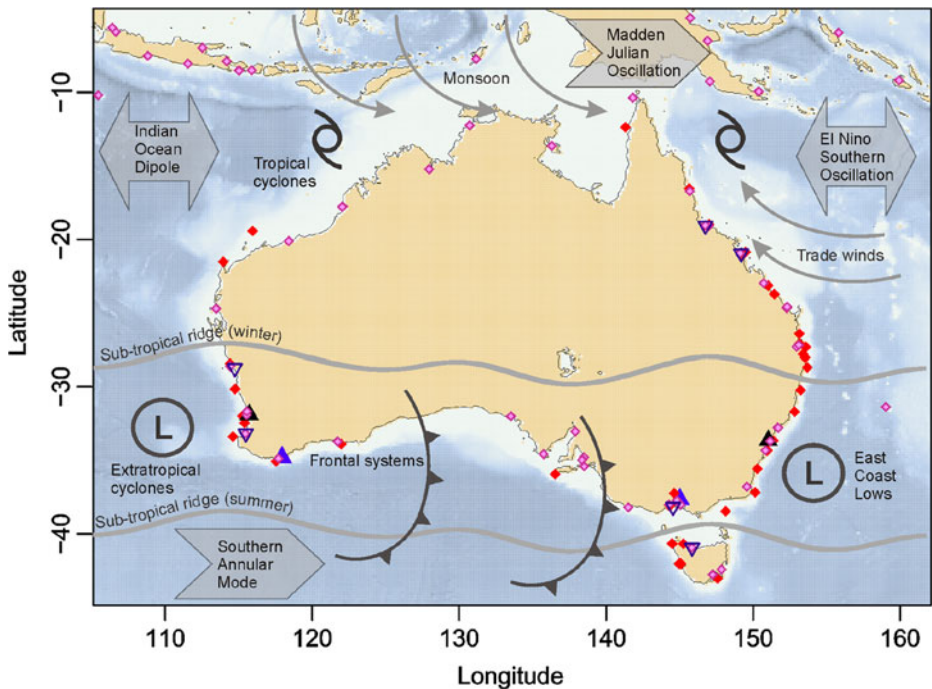 Madden
Julian
Oscillation
Monsoon
Indian
Ocean
Dipole
Tropical
cyclones
El Nino
Southern
Oscillation
Trade winds
Sub-tropical ridge (winter)
L
Extratropical
cyclones
Frontal systems
L
East
Coast
Lows
Sub-tropical ridge (summer)
Southern
Annular
Mode
Latitude
−10
−20
−30
−40
110 120 130 140 150 160
Longitude